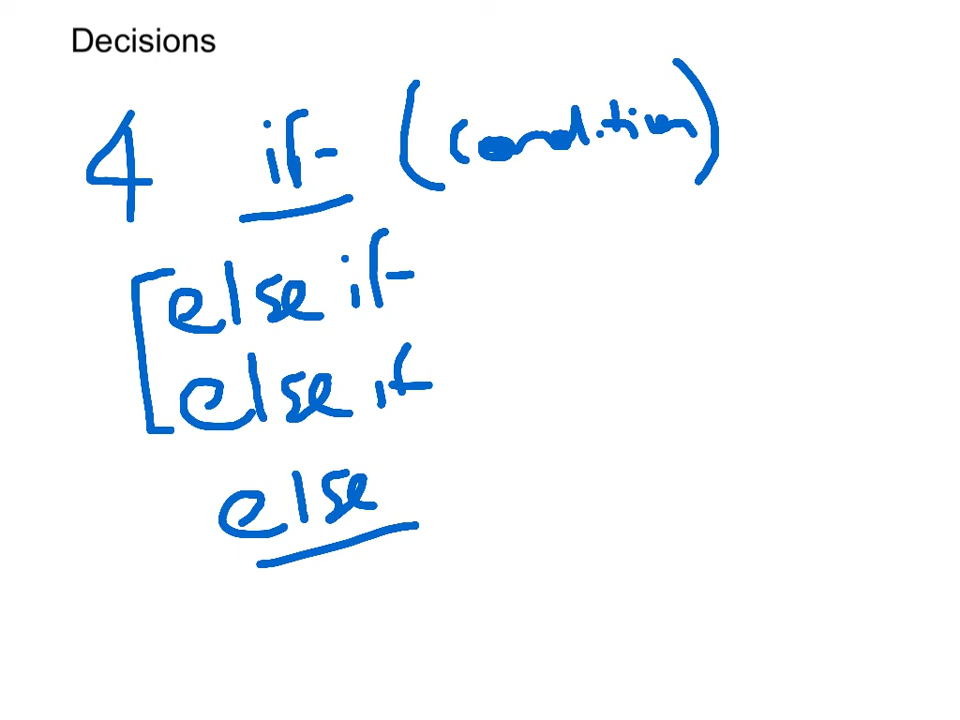 Decisions
4 if (condition)
else if
else if
else